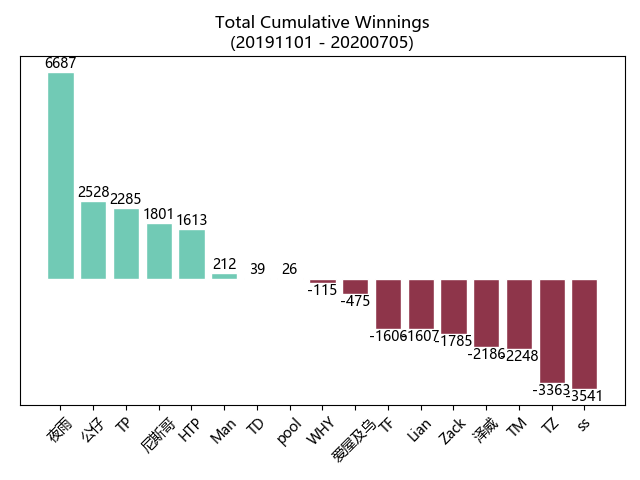 Total Cumulative Winnings
(20191101 - 20200705)
6687
2528
2285
1801
1613
212
39
26
-115
-475
-1606
-1607
-1785
-2186
-2248
-3363
-3541
夜雨
公仔
TP
尼斯哥
HTP
Man
TD
pool
WHY
爱屋及乌
TF
Lian
Zack
泽威
TM
TZ
ss